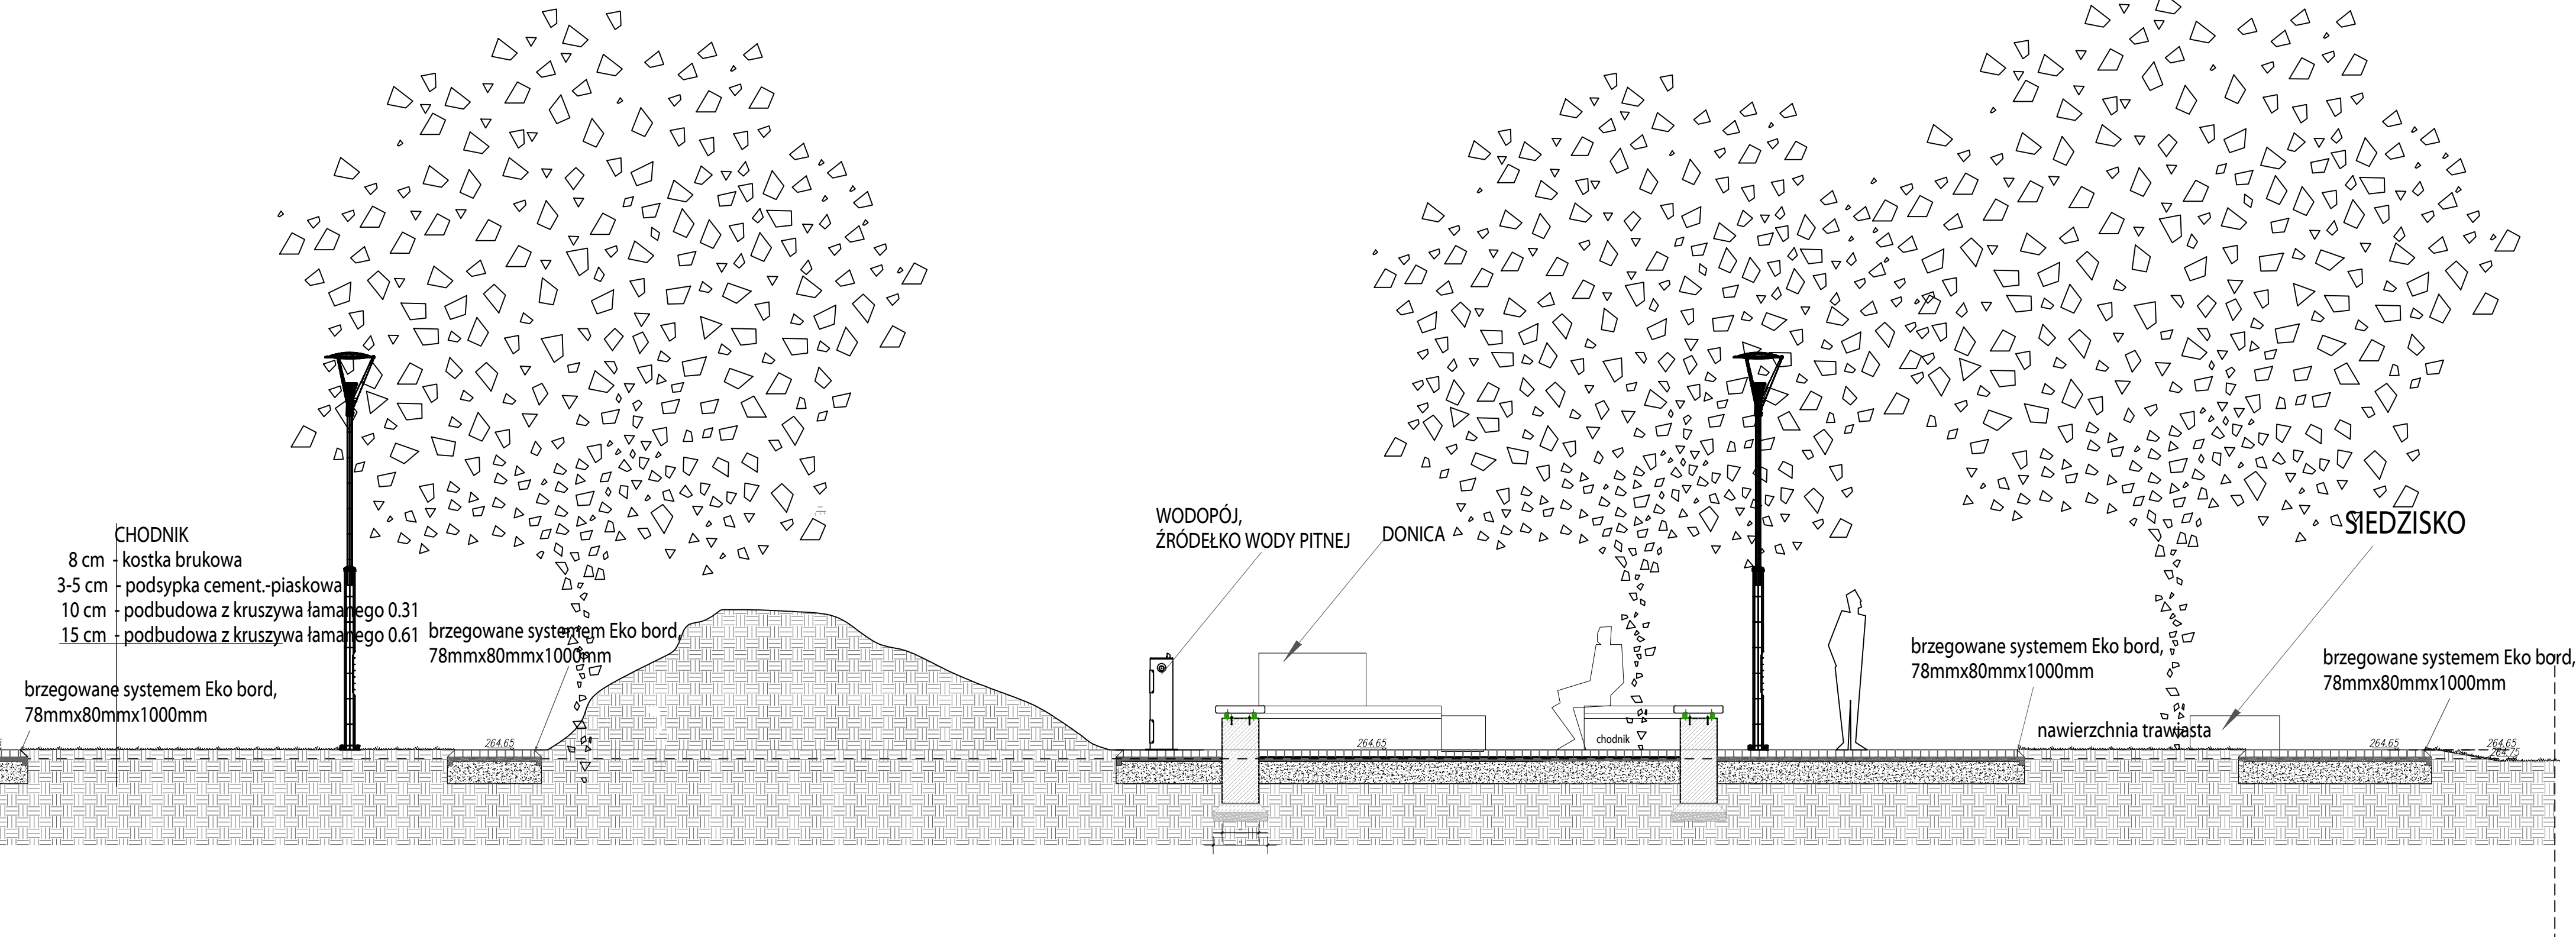 CHODNIK
8 cm - kostka brukowa
3-5 cm - podsypka cement.-piaskowa
10 cm - podbudowa z kruszywa łamanego 0.31
15 cm - podbudowa z kruszywa łamanego 0.61
brzegowane systemem Eko bord,
78mmx80mmx1000mm
brzegowane systemem Eko bord,
78mmx80mmx1000mm
264.65
WODOPÓJ,
ŹRÓDEŁKO WODY PITNEJ
DONICA
264.65
chodnik
SIEDZISKO
brzegowane systemem Eko bord,
78mmx80mmx1000mm
nawierzchnia trawiasta
brzegowane systemem Eko bord,
78mmx80mmx1000mm
264.65
264.65
264.75